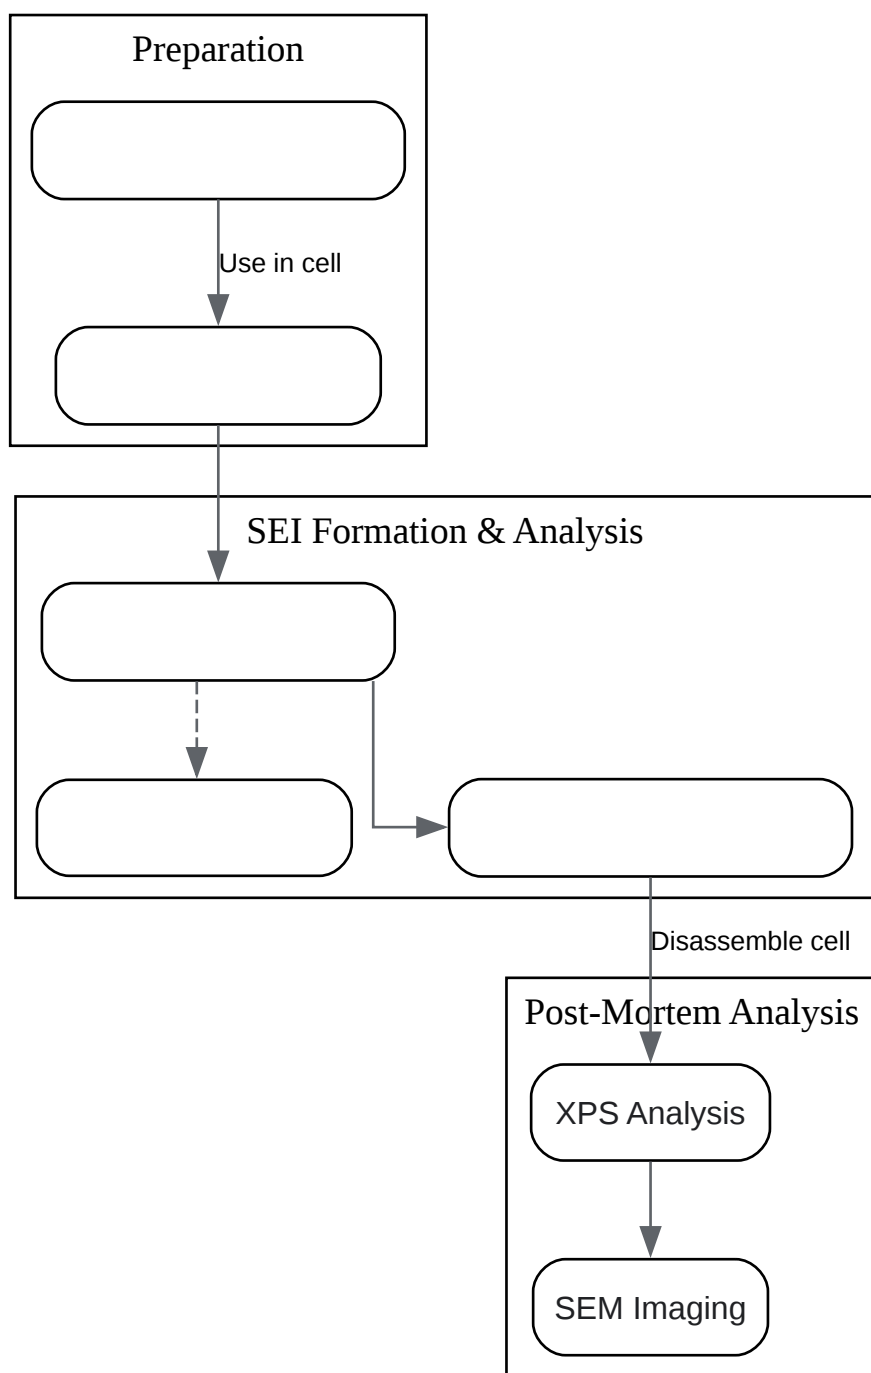 Preparation
Use in cell
SEI Formation & Analysis
Disassemble cell
Post-Mortem Analysis
XPS Analysis
SEM Imaging